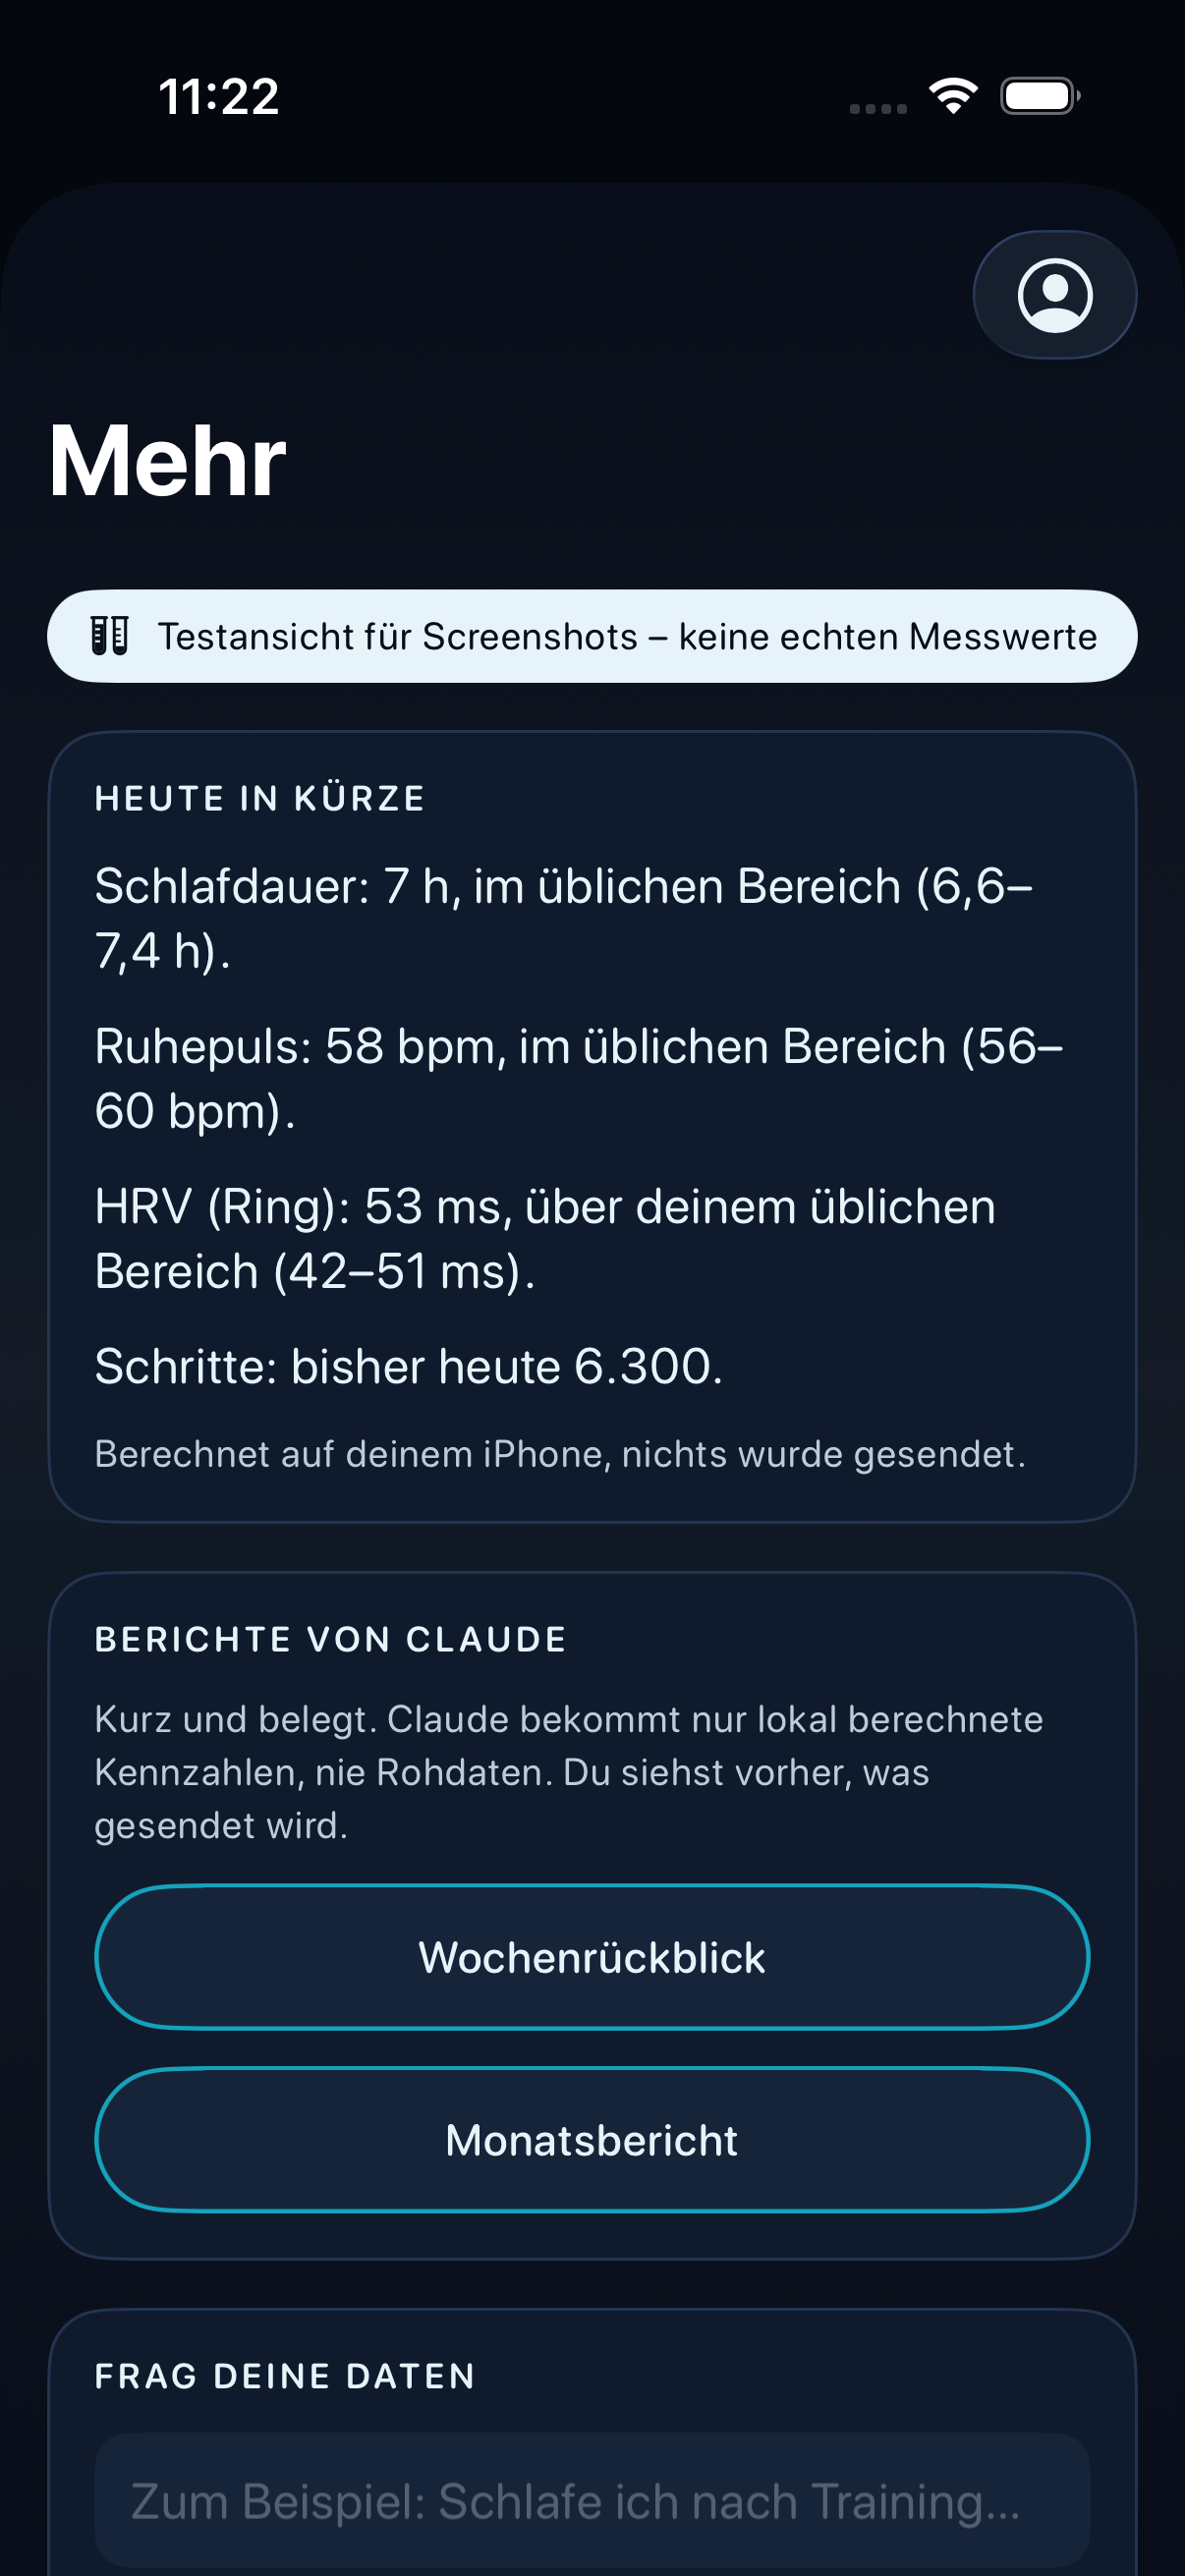 11:22
Mehr
Testansicht für Screenshots – keine echten Messwerte
HEUTE IN KÜRZE
Schlafdauer: 7 h, im üblichen Bereich (6,6–
7,4 h).
Ruhepuls: 58 bpm, im üblichen Bereich (56–
60 bpm).
HRV (Ring): 53 ms, über deinem üblichen
Bereich (42–51 ms).
Schritte: bisher heute 6.300.
Berechnet auf deinem iPhone, nichts wurde gesendet.
BERICHTE VON CLAUDE
Kurz und belegt. Claude bekommt nur lokal berechnete
Kennzahlen, nie Rohdaten. Du siehst vorher, was
gesendet wird.
Wochenrückblick
Monatsbericht
FRAG DEINE DATEN
Zum Beispiel: Schlafe ich nach Training...